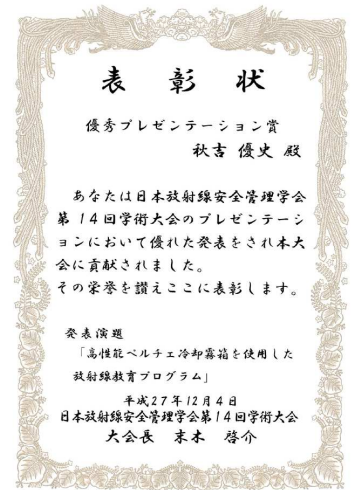 表彰状
優秀プレゼンテーション賞
秋吉 優史 殿
あなたは日本放射線安全管理学会
第14回学術大会のプレゼンテーシ
ョンにおいて優れた発表をされ本大
会に貢献されました。
その栄誉を讃えここに表彰します。
発表演題
「高性能ペルチェ冷却霧箱を使用した
放射線教育プログラム」
平成27年12月4日
日本放射線安全管理学会第14回学術大会
大会長 末木 啓介